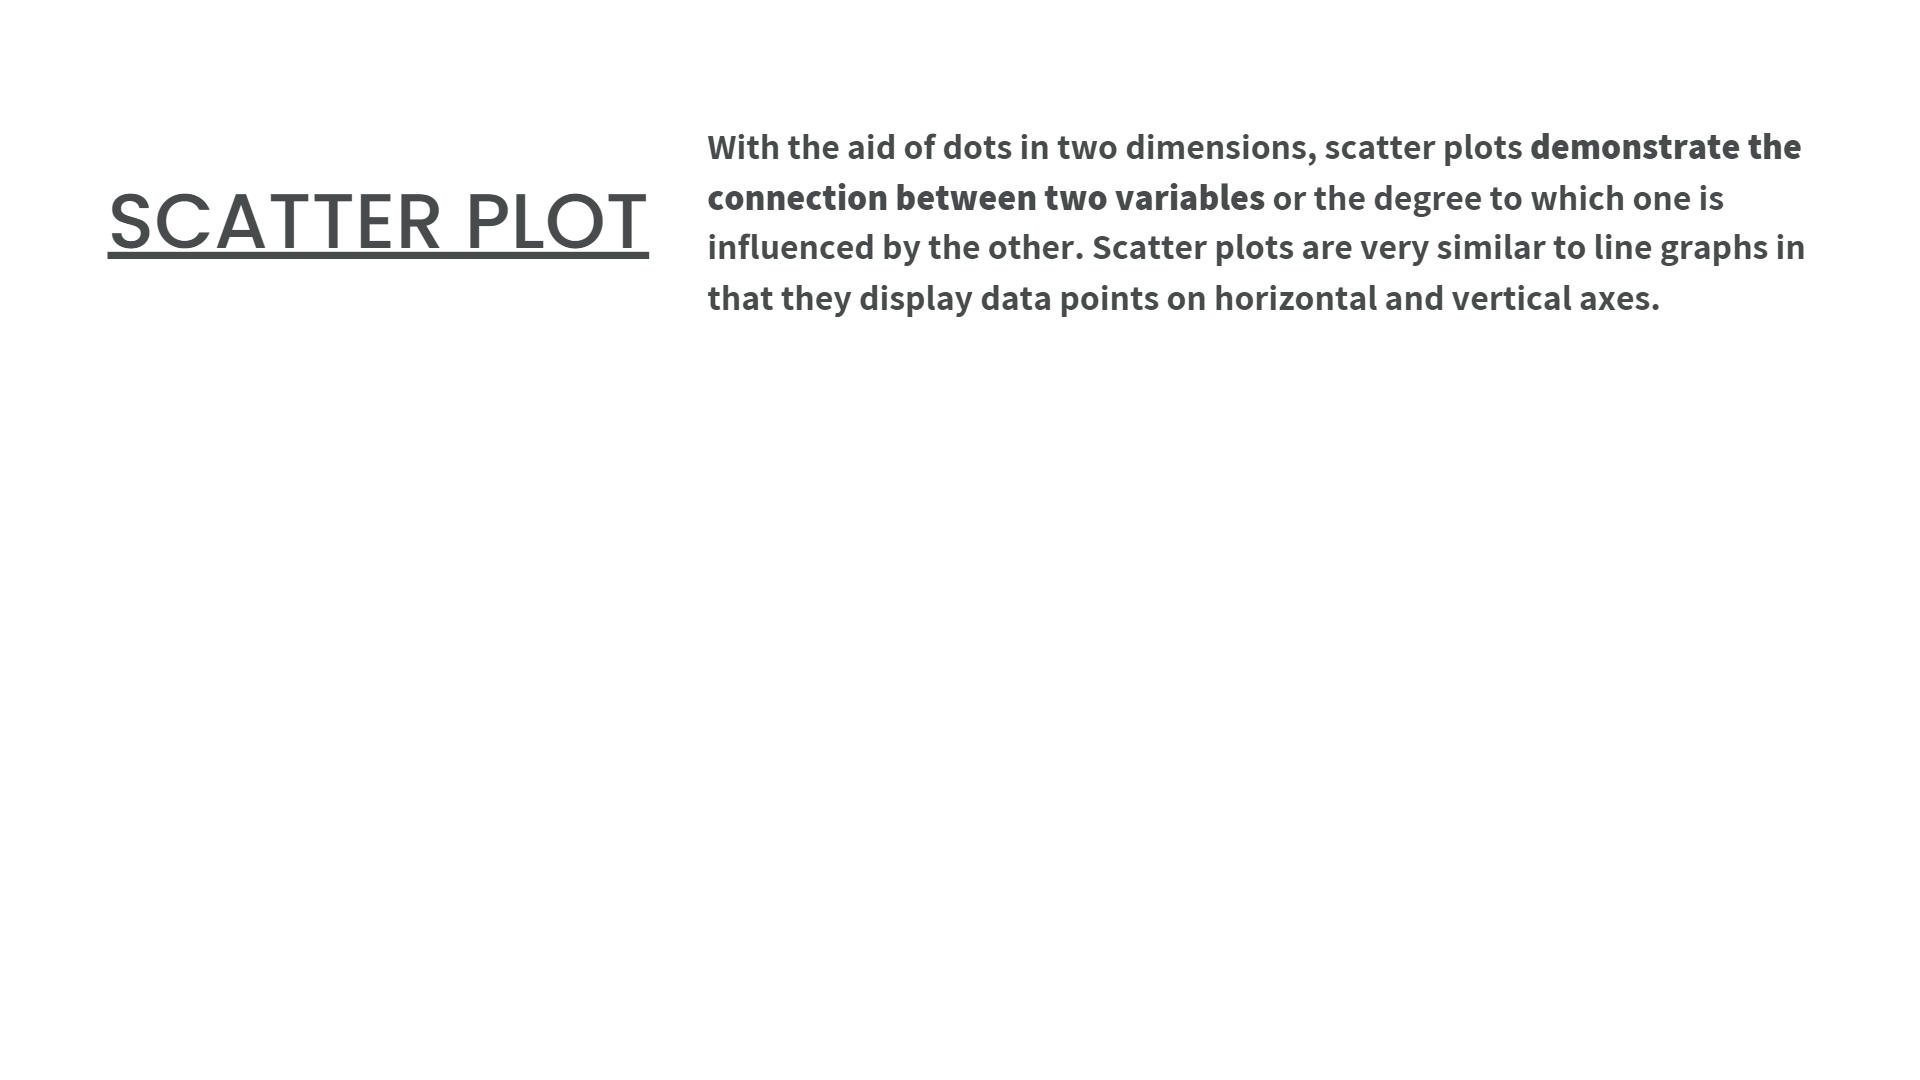 SCATTER PLOT
With the aid of dots in two dimensions, scatter plots demonstrate the
connection between two variables or the degree to which one is
influenced by the other. Scatter plots are very similar to line graphs in
that they display data points on horizontal and vertical axes.